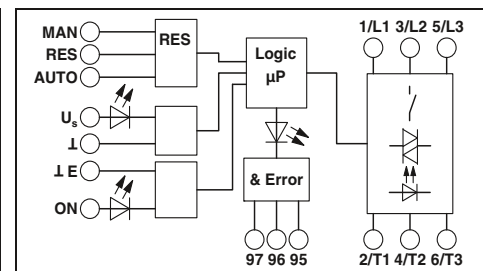 1/L1 3/L2 5/L3
MAN
RES
RES
AUTO
Logic
µP
Us
⊥
⊥ E
ON
& Error
97 96 95
2/T1 4/T2 6/T3